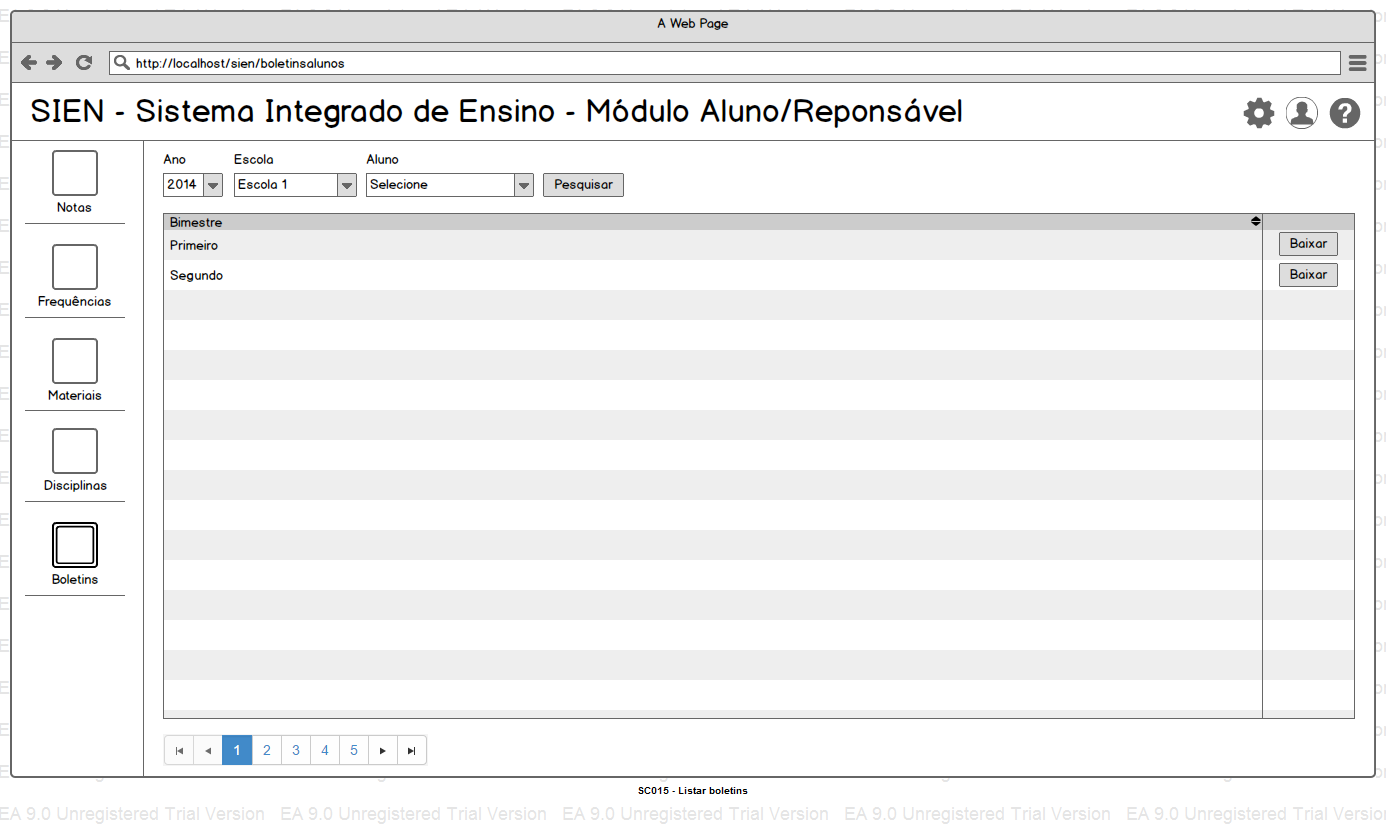 A Web Page
http://localhost/sien/boletinsalunos
SIEN - Sistema Integrado de Ensino - Módulo Aluno/Reponsável
Notas
Frequências
Materiais
Disciplinas
Boletins
Ano Escola Aluno
2014 Escola 1 Selecione Pesquisar
Bimestre
Primeiro Baixar
Segundo Baixar
1 2 3 4 5
SC015 - Listar boletins
EA 9.0 Unregistered Trial Version EA 9.0 Unregistered Trial Version EA 9.0 Unregistered Trial Version EA 9.0 Unregistered Trial Version EA 9.0 Unregistered Trial Versio